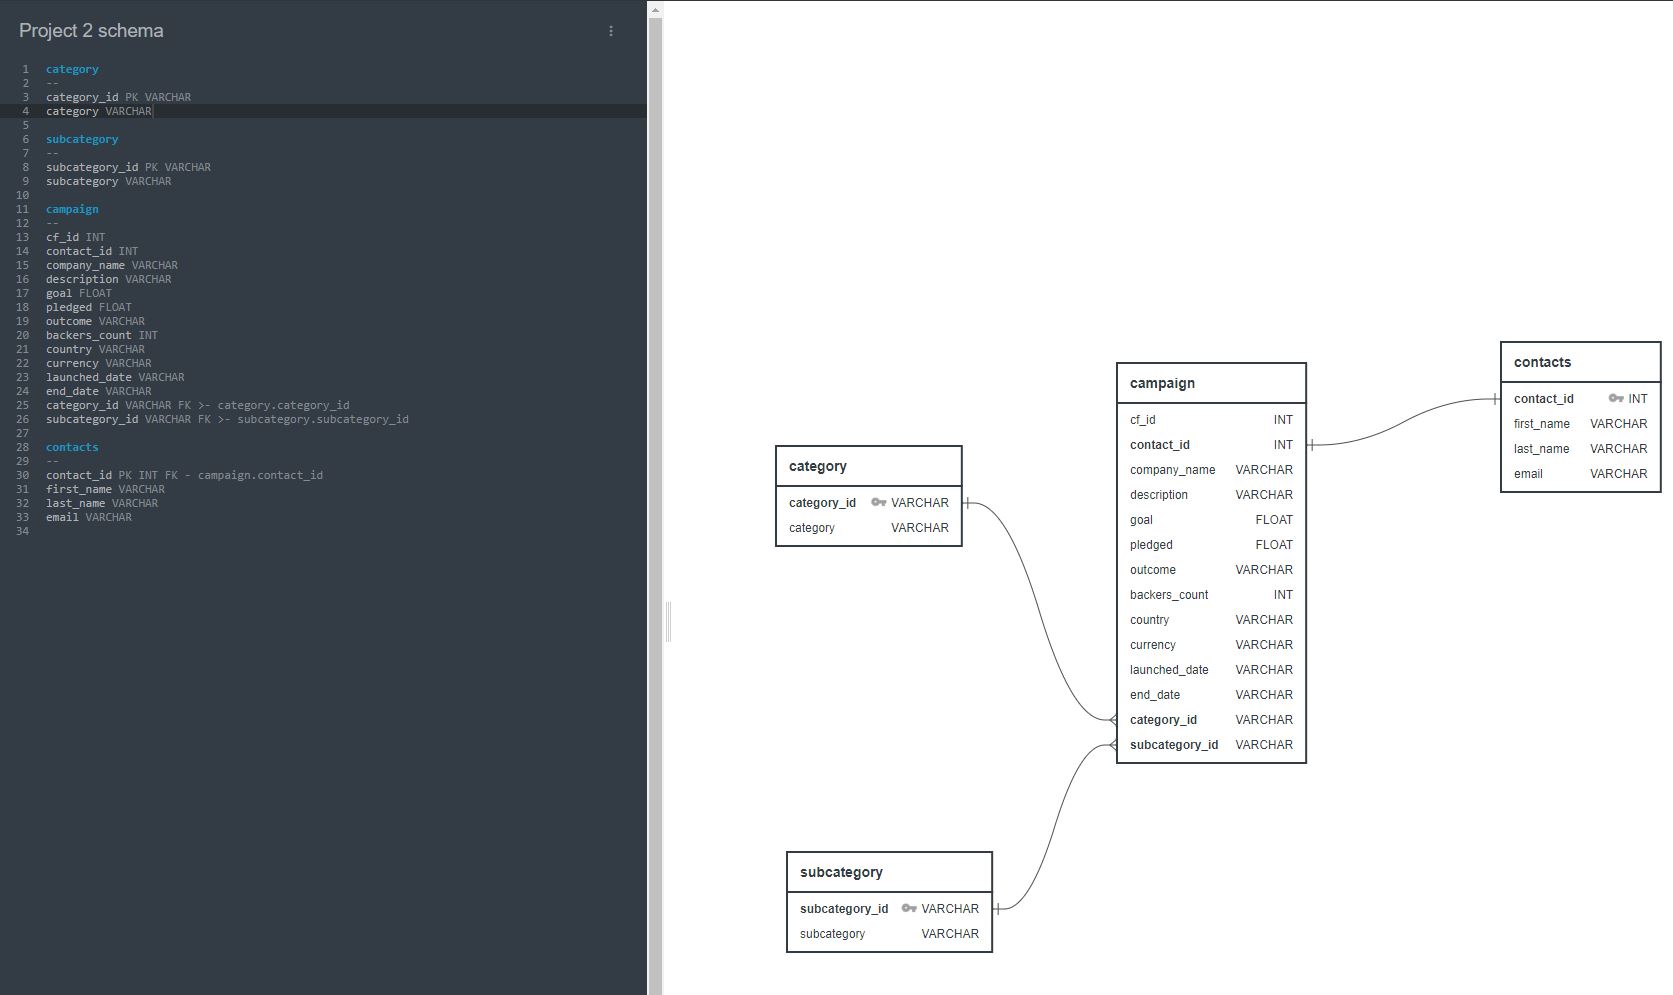 Project 2 schema
1 category
2 --
3 category_id PK VARCHAR
4 category VARCHAR
5
6 subcategory
7 --
8 subcategory_id PK VARCHAR
9 subcategory VARCHAR
10
11 campaign
12 --
13 cf_id INT
14 contact_id INT
15 company_name VARCHAR
16 description VARCHAR
17 goal FLOAT
18 pledged FLOAT
19 outcome VARCHAR
20 backers_count INT
21 country VARCHAR
22 currency VARCHAR
23 launched_date VARCHAR
24 end_date VARCHAR
25 category_id VARCHAR FK >- category.category_id
26 subcategory_id VARCHAR FK >- subcategory.subcategory_id
27
28 contacts
29 --
30 contact_id PK INT FK - campaign.contact_id
31 first_name VARCHAR
32 last_name VARCHAR
33 email VARCHAR
34
category
category_id VARCHAR
category VARCHAR
subcategory
subcategory_id VARCHAR
subcategory VARCHAR
campaign
cf_id INT
contact_id INT
company_name VARCHAR
description VARCHAR
goal FLOAT
pledged FLOAT
outcome VARCHAR
backers_count INT
country VARCHAR
currency VARCHAR
launched_date VARCHAR
end_date VARCHAR
category_id VARCHAR
subcategory_id VARCHAR
contacts
contact_id INT
first_name VARCHAR
last_name VARCHAR
email VARCHAR